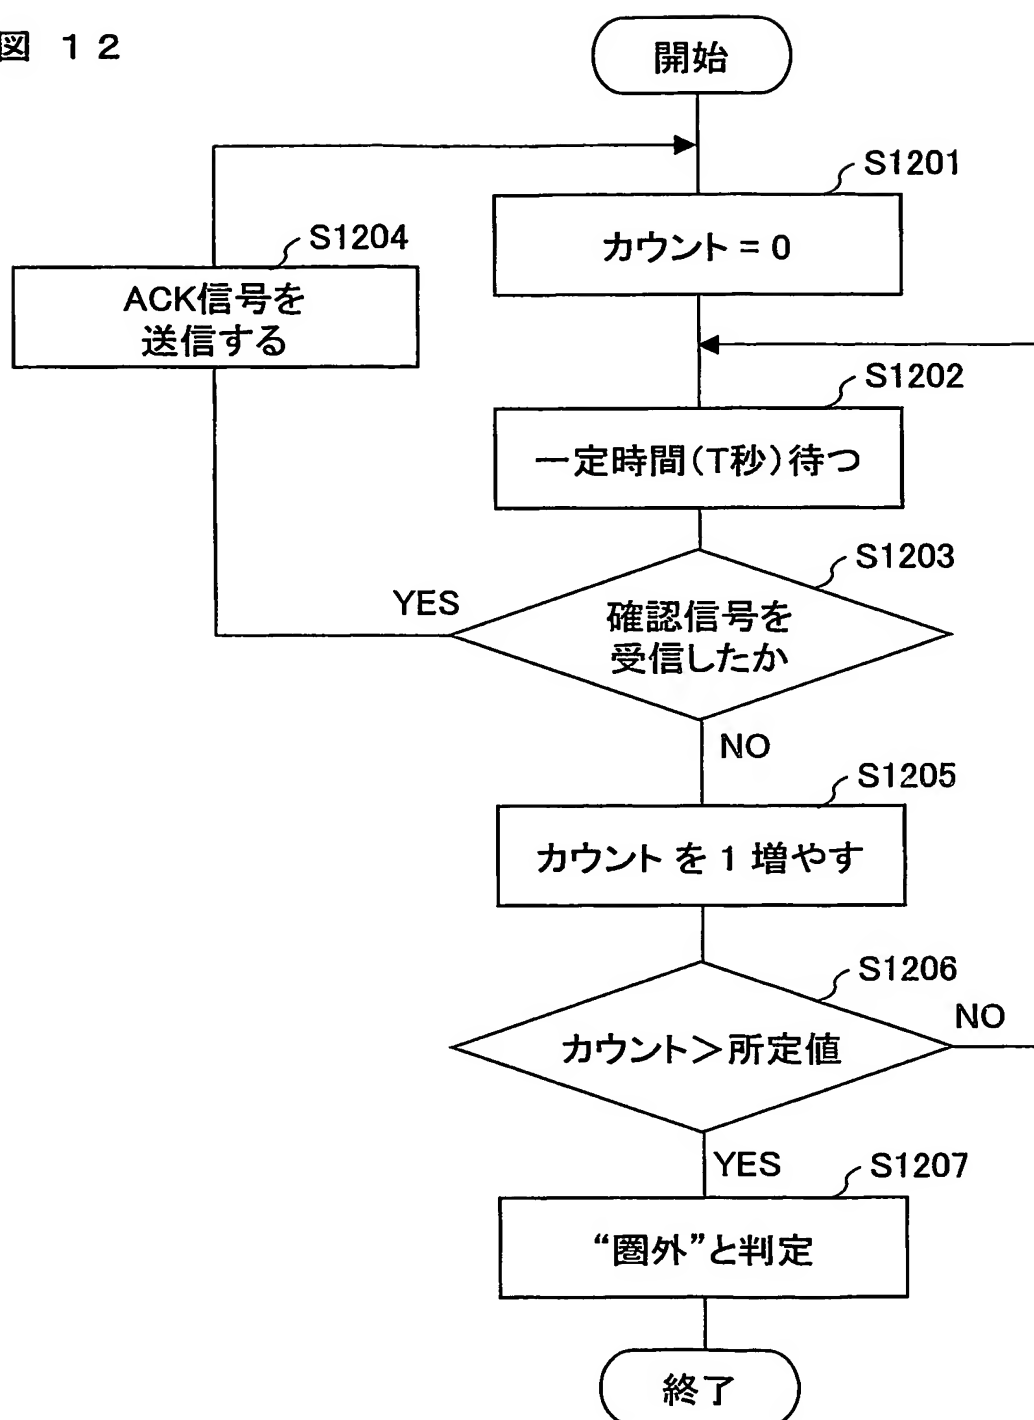 図 12
開始
S1201
カウント = 0
S1204
ACK信号を
送信する
S1202
一定時間(T秒)待つ
S1203
確認信号を
受信したか
YES
NO
S1205
カウント を 1 増やす
S1206
カウント>所定値
NO
YES
S1207
“圏外”と判定
終了